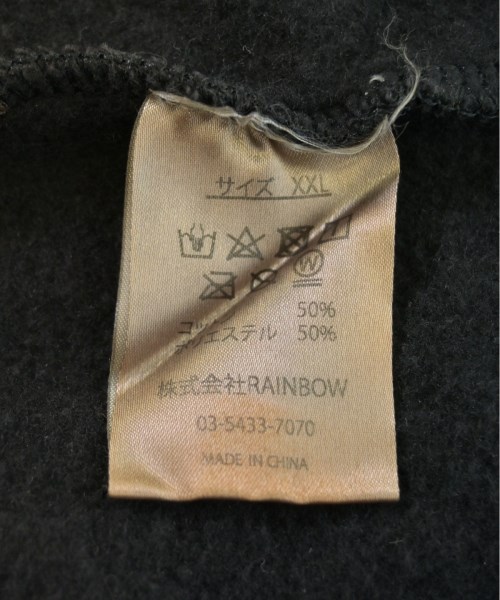 サイズ XXL
W
50%
ポリエステル 50%
株式会社RAINBOW
03-5433-7070
MADE IN CHINA